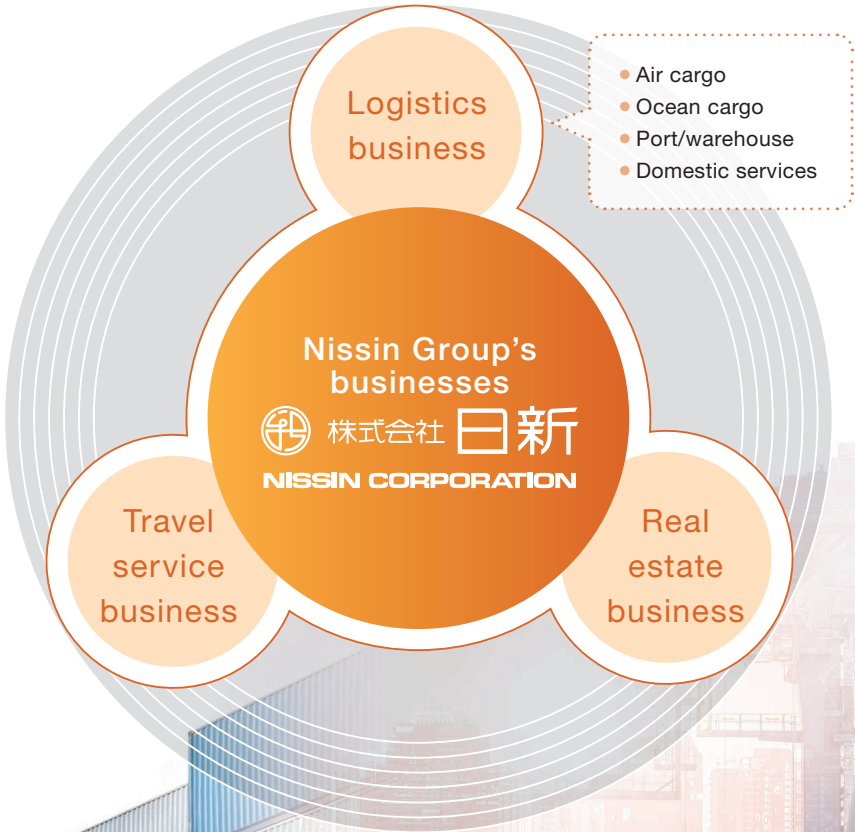 Logistics
business
Air cargo
Ocean cargo
Port/warehouse
Domestic services
Nissin Group's
businesses
株式会社 日新
NISSIN CORPORATION
Travel
service
business
Real
estate
business